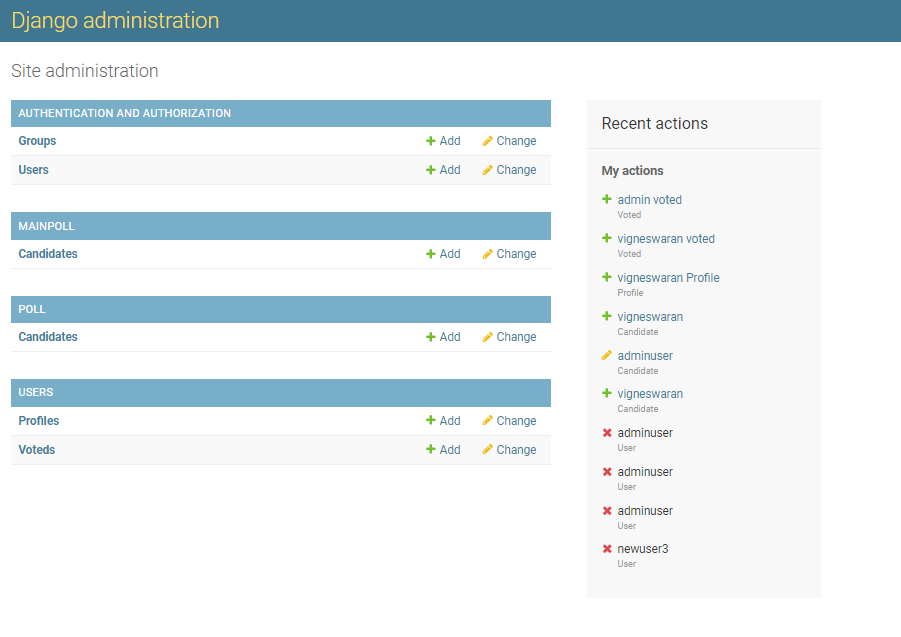 Django administration
Site administration
AUTHENTICATION AND AUTHORIZATION
Groups Add Change
Users Add Change
MAINPOLL
Candidates Add Change
POLL
Candidates Add Change
USERS
Profiles Add Change
Voteds Add Change
Recent actions
My actions
admin voted
Voted
vigneswaran voted
Voted
vigneswaran Profile
Profile
vigneswaran
Candidate
adminuser
Candidate
vigneswaran
Candidate
adminuser
User
adminuser
User
adminuser
User
newuser3
User